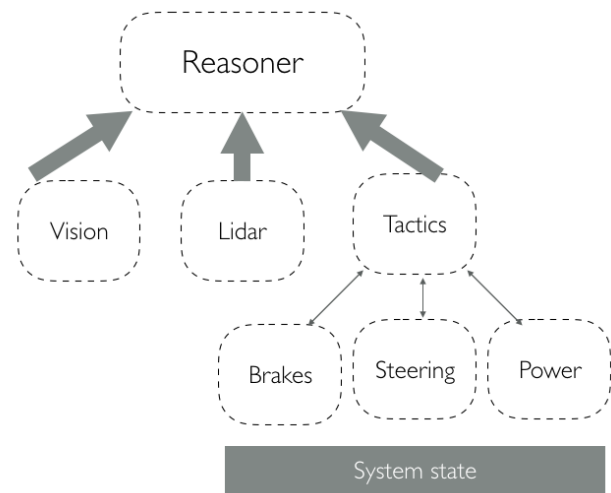 Reasoner
Vision
Lidar
Tactics
Brakes
Steering
Power
System state